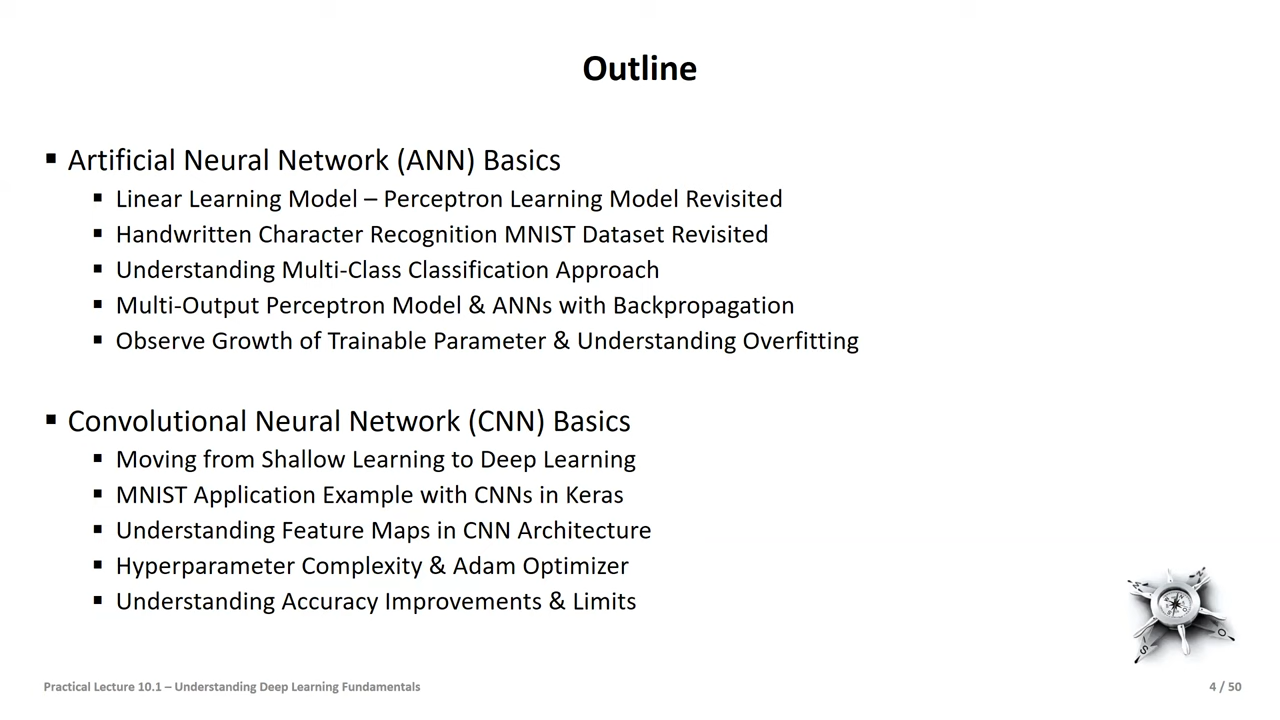 Outline
▪ Artificial Neural Network (ANN) Basics
▪ Linear Learning Model – Perceptron Learning Model Revisited
▪ Handwritten Character Recognition MNIST Dataset Revisited
▪ Understanding Multi-Class Classification Approach
▪ Multi-Output Perceptron Model & ANNs with Backpropagation
▪ Observe Growth of Trainable Parameter & Understanding Overfitting
▪ Convolutional Neural Network (CNN) Basics
▪ Moving from Shallow Learning to Deep Learning
▪ MNIST Application Example with CNNs in Keras
▪ Understanding Feature Maps in CNN Architecture
▪ Hyperparameter Complexity & Adam Optimizer
▪ Understanding Accuracy Improvements & Limits
Practical Lecture 10.1 – Understanding Deep Learning Fundamentals
4 / 50